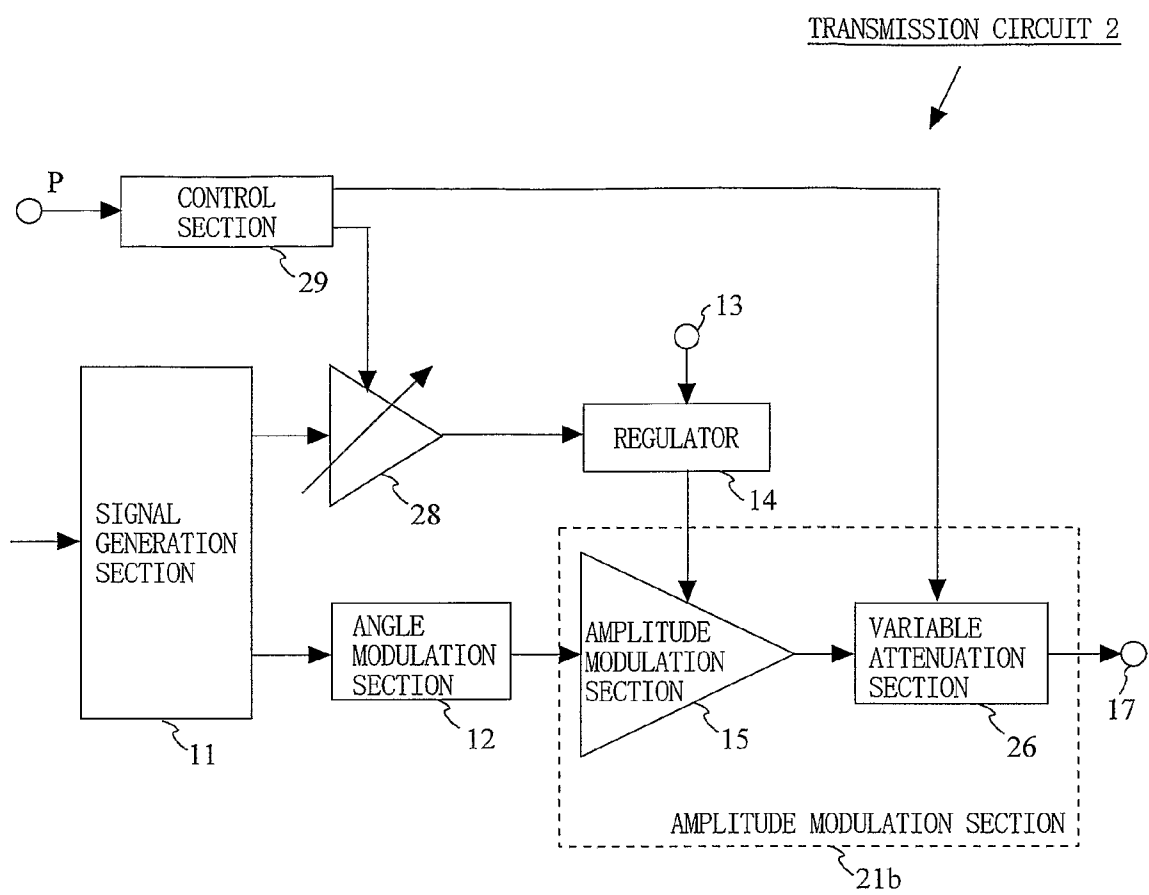 TRANSMISSION CIRCUIT 2
P
CONTROL
SECTION
29
13
REGULATOR
14
28
SIGNAL
GENERATION
SECTION
11
ANGLE
MODULATION
SECTION
12
AMPLITUDE
MODULATION
SECTION
15
VARIABLE
ATTENUATION
SECTION
26
17
AMPLITUDE MODULATION SECTION
21b